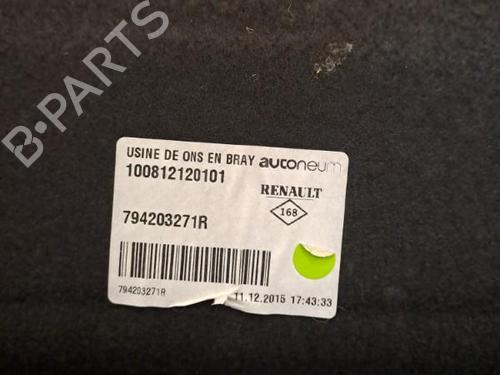 B-PARTS
USINE DE ONS EN BRAY autoneum
100812120101
RENAULT
168
794203271R
794203271R
11.12.2015 17:43:33